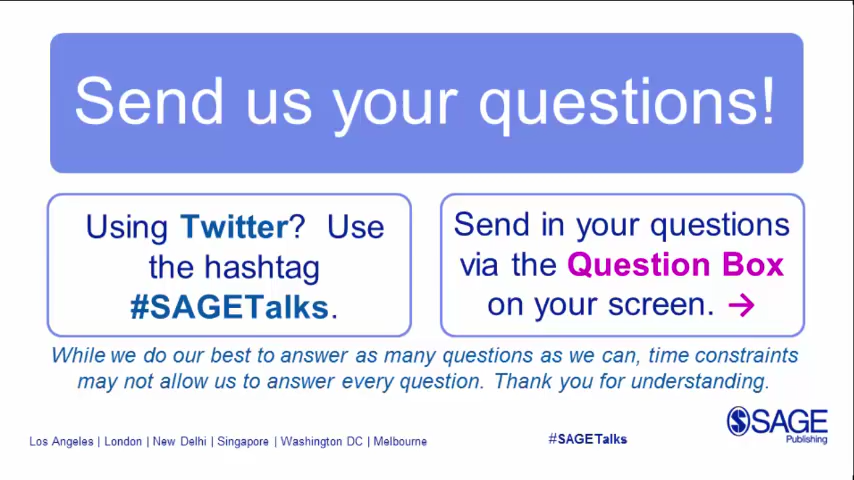 Send us your questions!
Using Twitter? Use
the hashtag
#SAGETalks.
Send in your questions
via the Question Box
on your screen. →
While we do our best to answer as many questions as we can, time constraints
may not allow us to answer every question. Thank you for understanding.
Los Angeles | London | New Delhi | Singapore | Washington DC | Melbourne
#SAGETalks
SAGE
Publishing